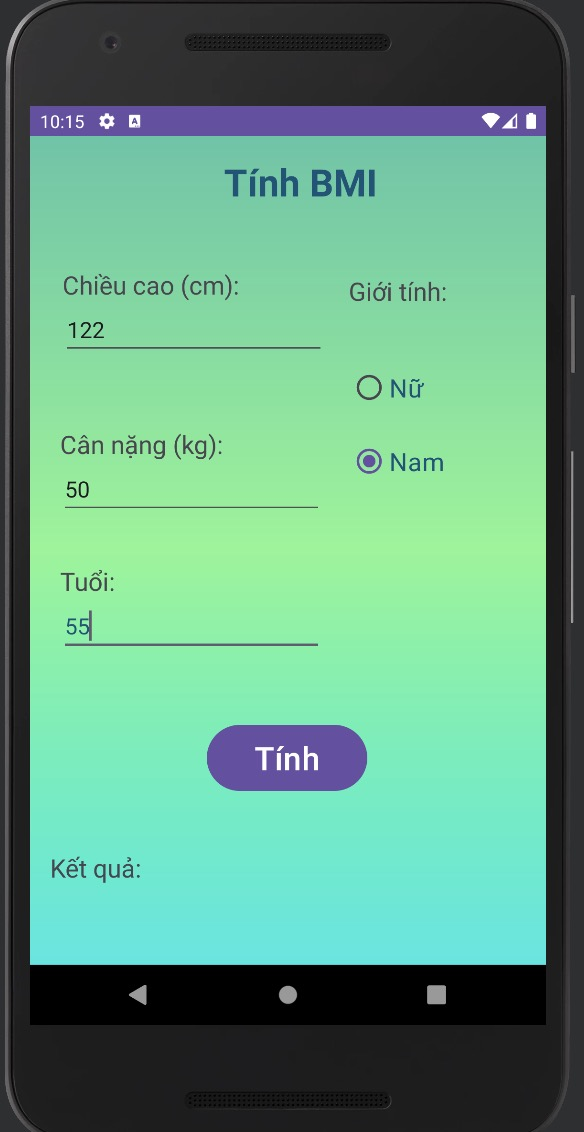 10:15
Tính BMI
Chiều cao (cm):
122
Giới tính:
Nữ
Cân nặng (kg):
50
Nam
Tuổi:
55
Tính
Kết quả: